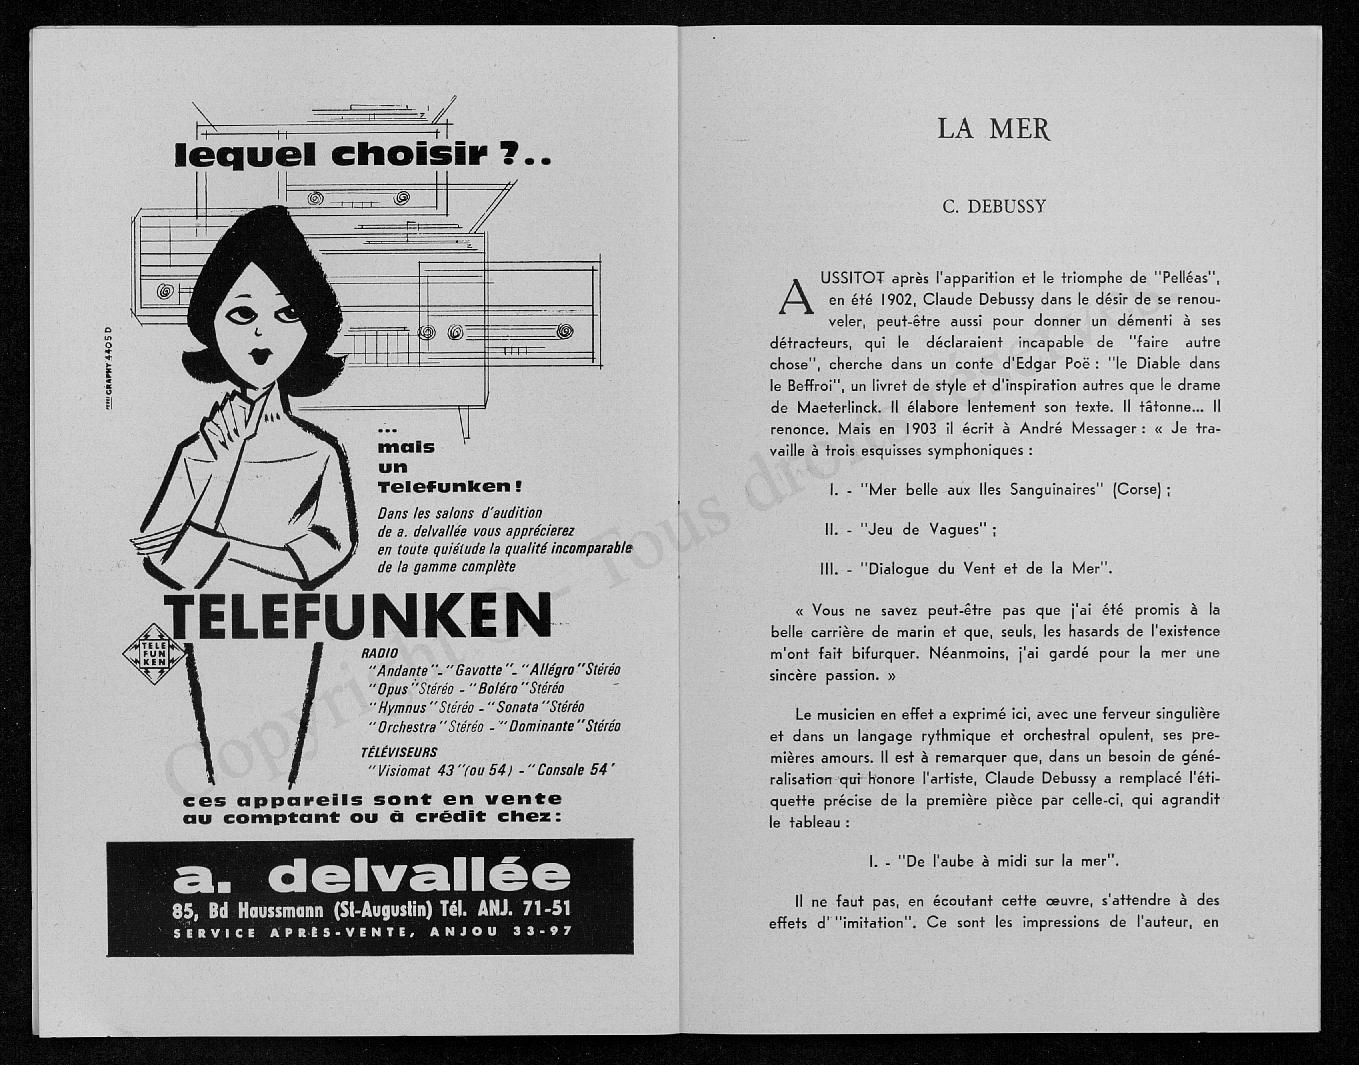 lequel choisir ?..
GRAPHY 4405 D
...
mais
un
Telefunken !
Dans les salons d'audition
de a. delvallée vous apprécierez
en toute quiétude la qualité incomparable
de la gamme complète
TELEFUNKEN
TELE
FUN
KEN
RADIO
"Andante" - "Gavotte" - "Allégro" Stéréo
"Opus" Stéréo - "Boléro" Stéréo
"Hymnus" Stéréo - "Sonata" Stéréo
"Orchestra" Stéréo - "Dominante" Stéréo
TÉLÉVISEURS
"Visiomat 43" (ou 54) - "Console 54"
ces appareils sont en vente
au comptant ou à crédit chez :
a. delvallée
85, Bd Haussmann (St-Augustin) Tél. ANJ. 71-51
SERVICE APRÈS-VENTE, ANJOU 33-97
LA MER
C. DEBUSSY
AUSSITOT après l'apparition et le triomphe de "Pelléas",
en été 1902, Claude Debussy dans le désir de se renou-
veler, peut-être aussi pour donner un démenti à ses
détracteurs, qui le déclaraient incapable de "faire autre
chose", cherche dans un conte d'Edgar Poë : "le Diable dans
le Beffroi", un livret de style et d'inspiration autres que le drame
de Maeterlinck. Il élabore lentement son texte. Il tâtonne... Il
renonce. Mais en 1903 il écrit à André Messager : « Je tra-
vaille à trois esquisses symphoniques :
I. - "Mer belle aux Iles Sanguinaires" (Corse) ;
II. - "Jeu de Vagues" ;
III. - "Dialogue du Vent et de la Mer".
« Vous ne savez peut-être pas que j'ai été promis à la
belle carrière de marin et que, seuls, les hasards de l'existence
m'ont fait bifurquer. Néanmoins, j'ai gardé pour la mer une
sincère passion. »
Le musicien en effet a exprimé ici, avec une ferveur singulière
et dans un langage rythmique et orchestral opulent, ses pre-
mières amours. Il est à remarquer que, dans un besoin de géné-
ralisation qui honore l'artiste, Claude Debussy a remplacé l'éti-
quette précise de la première pièce par celle-ci, qui agrandit
le tableau :
I. - "De l'aube à midi sur la mer".
Il ne faut pas, en écoutant cette œuvre, s'attendre à des
effets d' "imitation". Ce sont les impressions de l'auteur, en
Copyright - Tous droits réservés